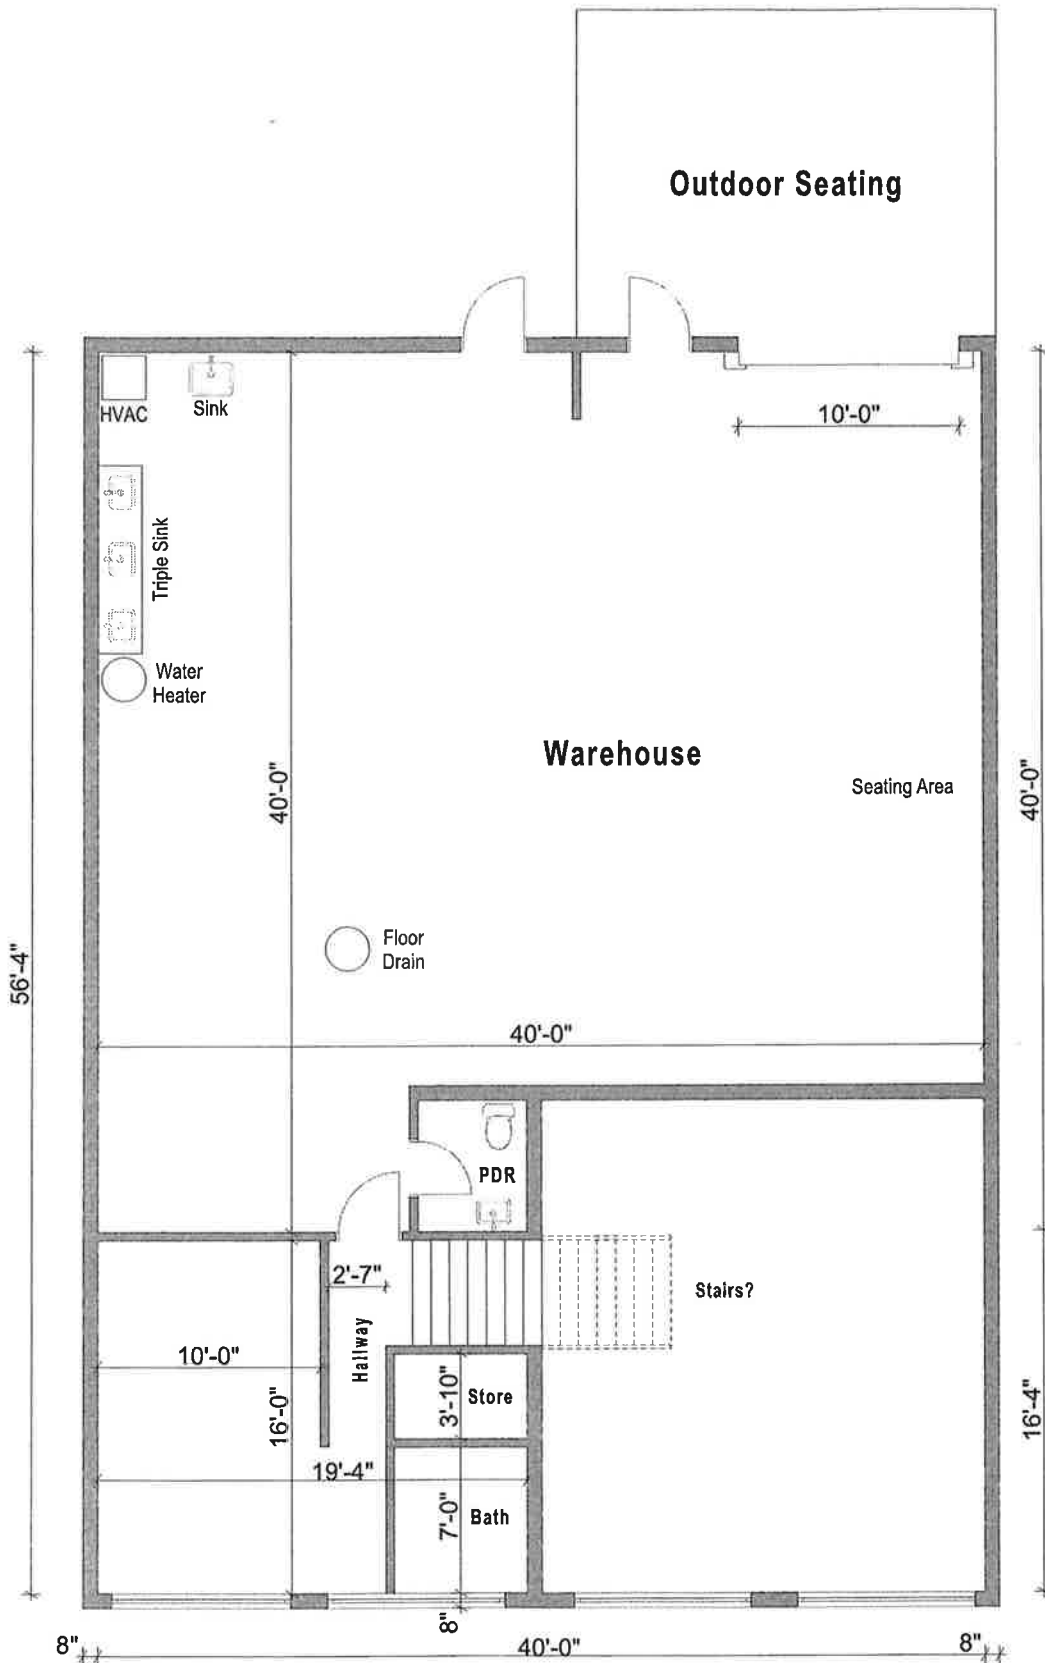 Outdoor Seating
HVAC
Sink
10'-0"
Triple Sink
Water
Heater
Warehouse
Seating Area
40'-0"
40'-0"
56'-4"
Floor
Drain
40'-0"
PDR
2'-7"
Stairs?
Hallway
10'-0"
3'-10"
Store
16'-0"
16'-4"
19'-4"
7'-0"
Bath
8"
8"
40'-0"
8"